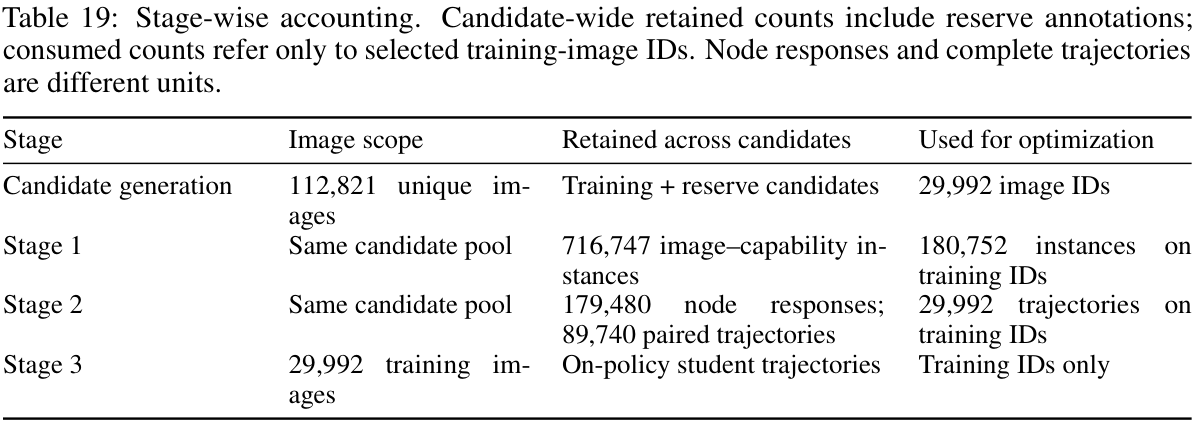 Table 19: Stage-wise accounting. Candidate-wide retained counts include reserve annotations;
consumed counts refer only to selected training-image IDs. Node responses and complete trajectories
are different units.
Stage Image scope Retained across candidates Used for optimization
Candidate generation 112,821 unique im- Training + reserve candidates 29,992 image IDs
ages
Stage 1 Same candidate pool 716,747 image–capability in- 180,752 instances on
stances training IDs
Stage 2 Same candidate pool 179,480 node responses; 29,992 trajectories on
89,740 paired trajectories training IDs
Stage 3 29,992 training im- On-policy student trajectories Training IDs only
ages